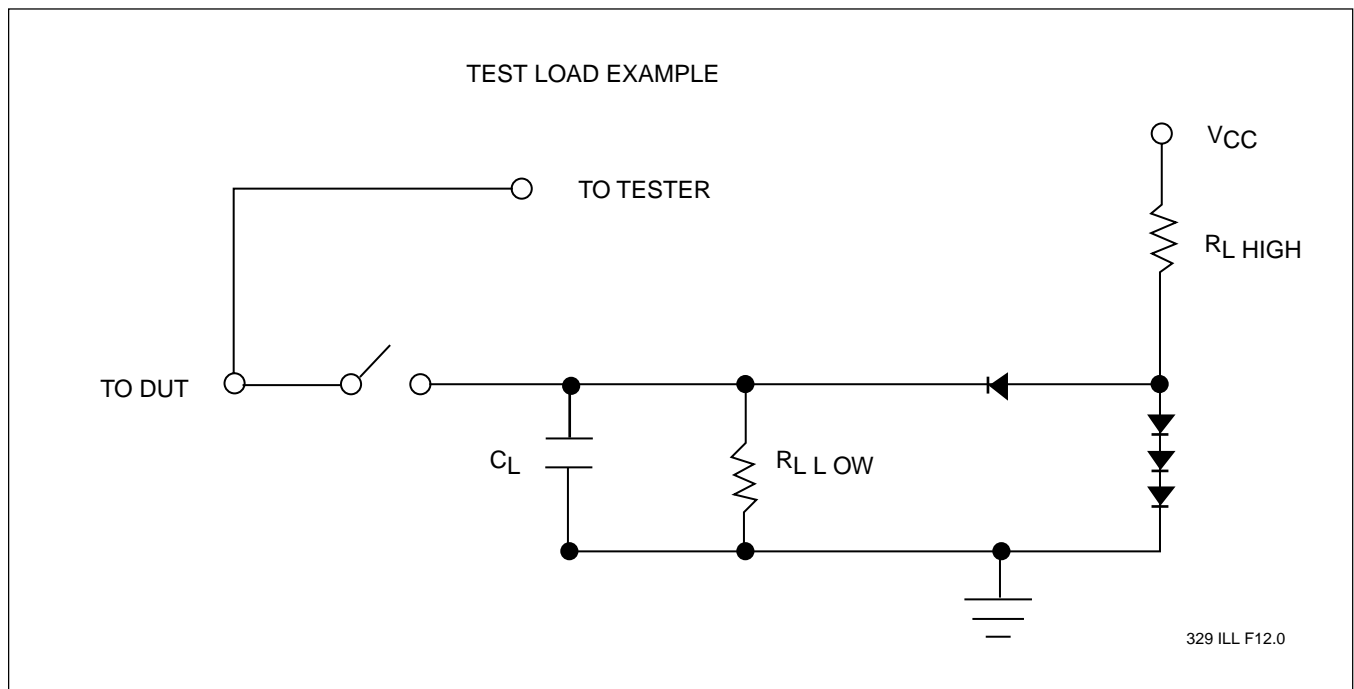 TEST LOAD EXAMPLE
VCC
TO TESTER
RL HIGH
TO DUT
CL
RL L OW
329 ILL F12.0